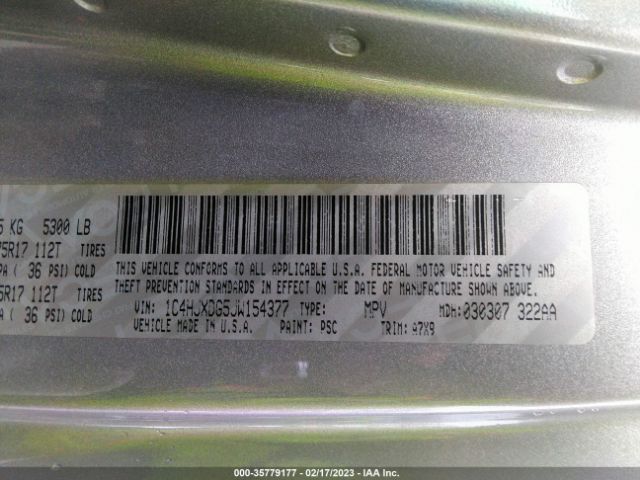 5 KG 5300 LB
5R17 112T TIRES
PA ( 36 PSI) COLD
5R17 112T TIRES
A ( 36 PSI) COLD
THIS VEHICLE CONFORMS TO ALL APPLICABLE U.S.A. FEDERAL MOTOR VEHICLE SAFETY AND
THEFT PREVENTION STANDARDS IN EFFECT ON THE DATE OF MANUFACTURE SHOWN ABOVE.
VIN: 1C4HJXDG5JW154377 TYPE: MPV MDH: 030307 322AA
VEHICLE MADE IN U.S.A. PAINT: PSC TRIM: A7X9
000-35779177 - 02/17/2023 - IAA Inc.